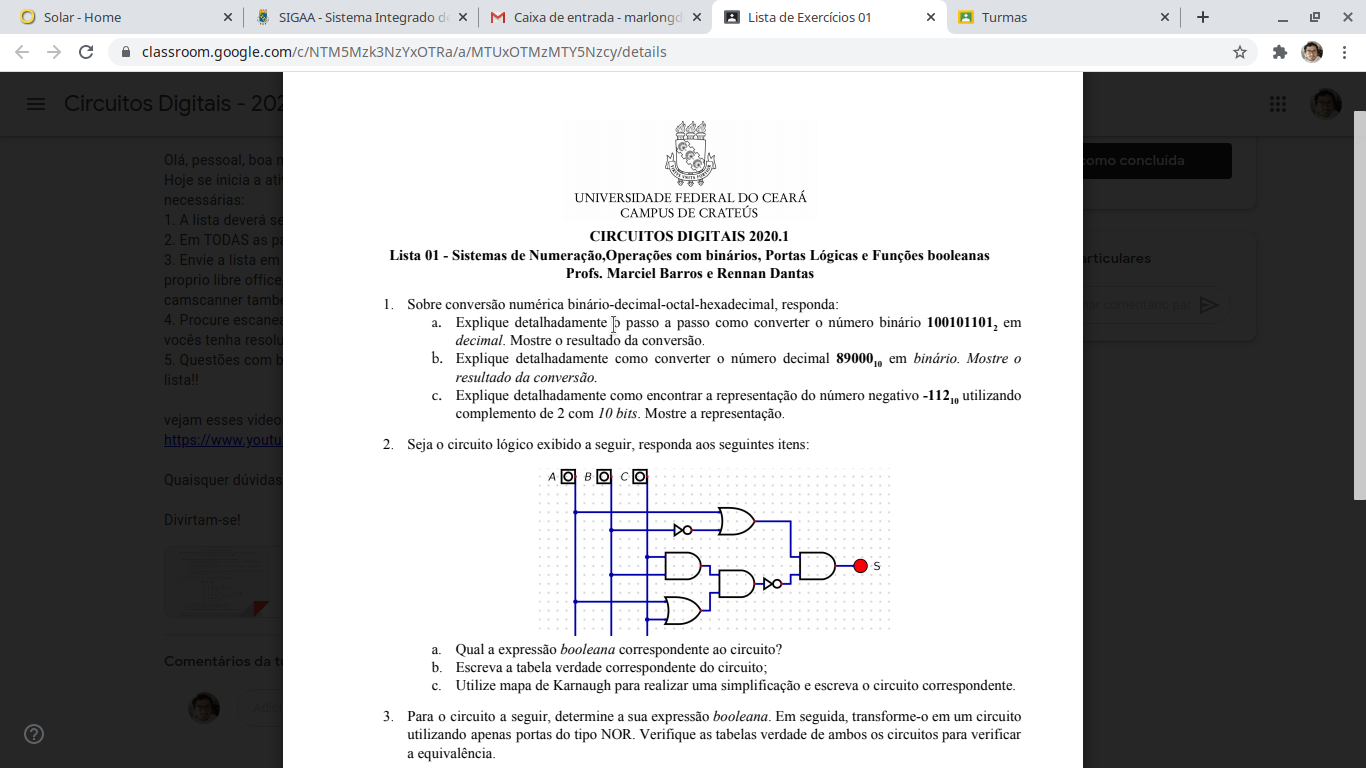 Solar - Home
SIGAA - Sistema Integrado d
Caixa de entrada - marlongd
Lista de Exercícios 01
Turmas
classroom.google.com/c/NTM5Mzk3NzYxOTRa/a/MTUxOTMzMTY5Nzcy/details
Circuitos Digitais - 202
Olá, pessoal, boa n
Hoje se inicia a ati
necessárias:
1. A lista deverá se
2. Em TODAS as pa
3. Envie a lista em
proprio libre office
camscanner també
4. Procure escanea
vocês tenha resolu
5. Questões com b
lista!!
vejam esses video
https://www.youtu
Quaisquer dúvidas
Divirtam-se!
Comentários da tu
Adici
como concluída
articulares
nar comentário par
UNIVERSIDADE FEDERAL DO CEARÁ
CAMPUS DE CRATEÚS
CIRCUITOS DIGITAIS 2020.1
Lista 01 - Sistemas de Numeração,Operações com binários, Portas Lógicas e Funções booleanas
Profs. Marciel Barros e Rennan Dantas
1. Sobre conversão numérica binário-decimal-octal-hexadecimal, responda:
a. Explique detalhadamente o passo a passo como converter o número binário 100101101₂ em
decimal. Mostre o resultado da conversão.
b. Explique detalhadamente como converter o número decimal 89000₁₀ em binário. Mostre o
resultado da conversão.
c. Explique detalhadamente como encontrar a representação do número negativo -112₁₀ utilizando
complemento de 2 com 10 bits. Mostre a representação.
2. Seja o circuito lógico exibido a seguir, responda aos seguintes itens:
A B C
S
a. Qual a expressão booleana correspondente ao circuito?
b. Escreva a tabela verdade correspondente do circuito;
c. Utilize mapa de Karnaugh para realizar uma simplificação e escreva o circuito correspondente.
3. Para o circuito a seguir, determine a sua expressão booleana. Em seguida, transforme-o em um circuito
utilizando apenas portas do tipo NOR. Verifique as tabelas verdade de ambos os circuitos para verificar
a equivalência.